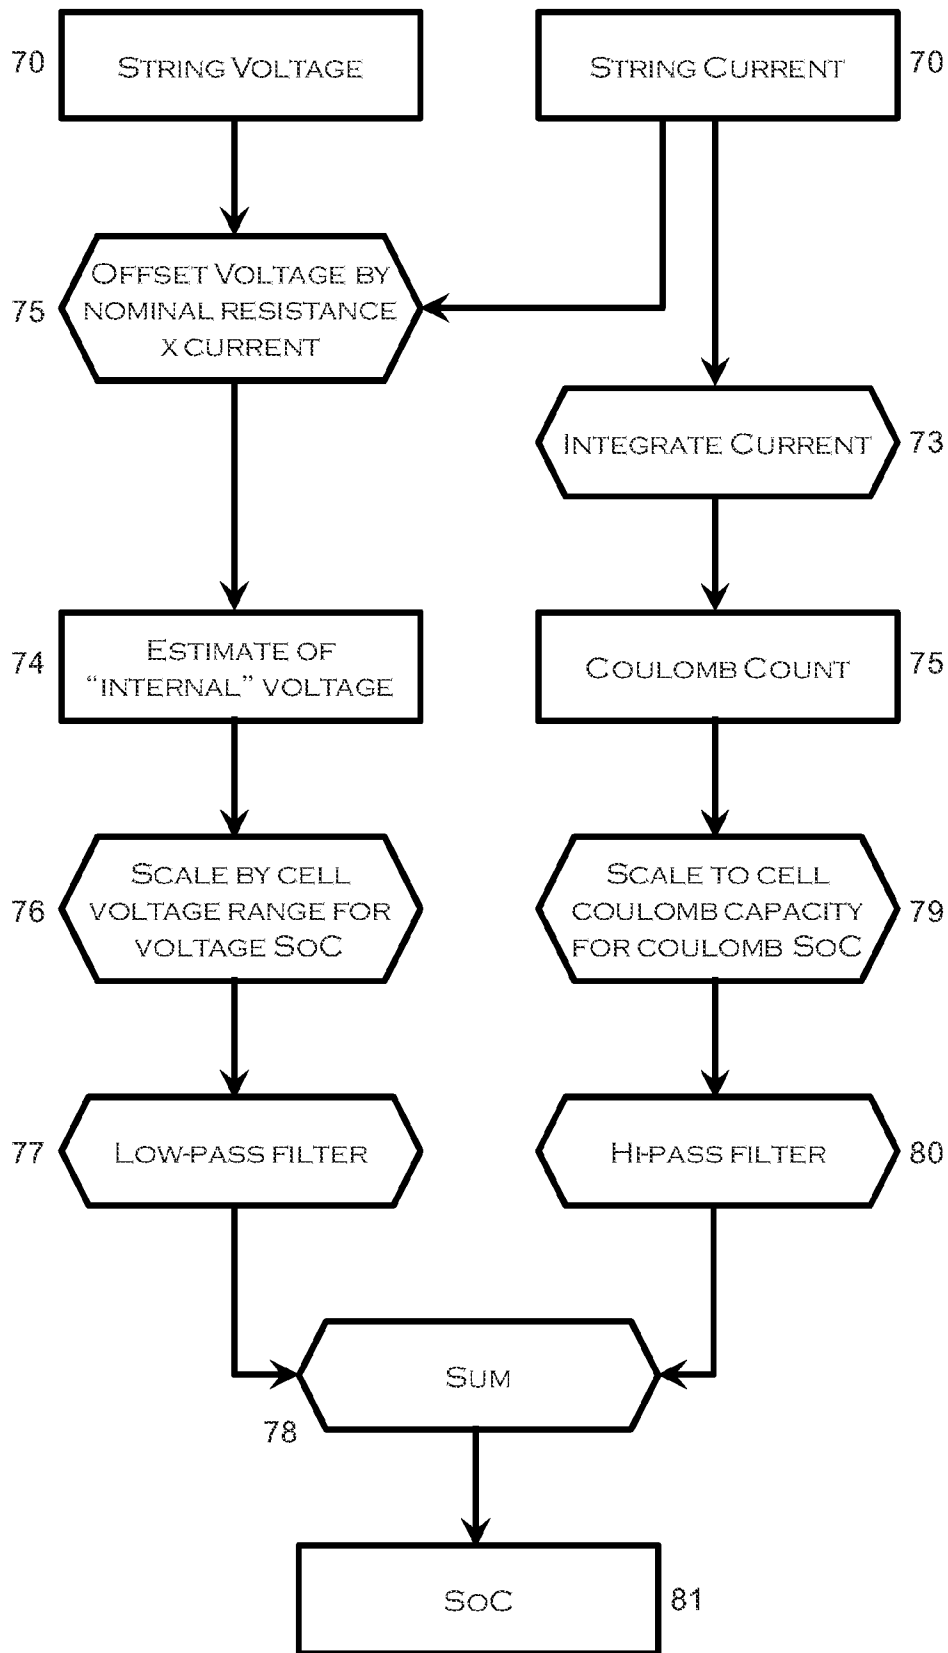 70
String Voltage
String Current
70
75
Offset Voltage by
nominal resistance
x current
Integrate Current
73
74
Estimate of
“internal” voltage
Coulomb Count
75
76
Scale by cell
voltage range for
voltage SoC
Scale to cell
coulomb capacity
for coulomb SoC
79
77
Low-pass filter
Hi-pass filter
80
Sum
78
SoC
81